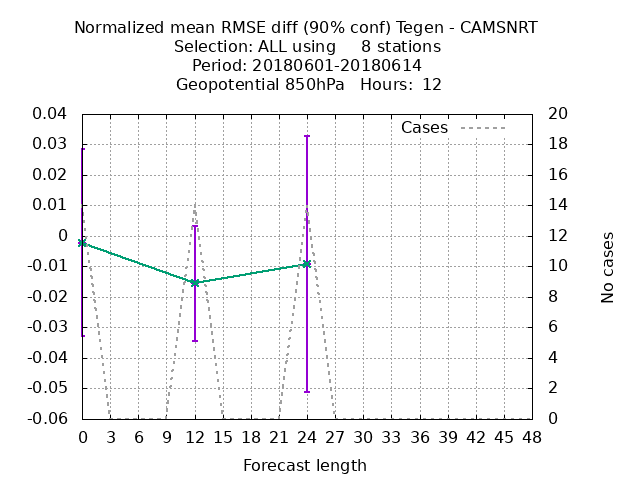 Normalized mean RMSE diff (90% conf) Tegen - CAMSNRT
Selection: ALL using     8 stations
Period: 20180601-20180614
Geopotential 850hPa   Hours:  12
Cases
0.04
0.03
0.02
0.01
0
-0.01
-0.02
-0.03
-0.04
-0.05
-0.06
20
18
16
14
12
10
8
6
4
2
0
No cases
0 3 6 9 12 15 18 21 24 27 30 33 36 39 42 45 48
Forecast length